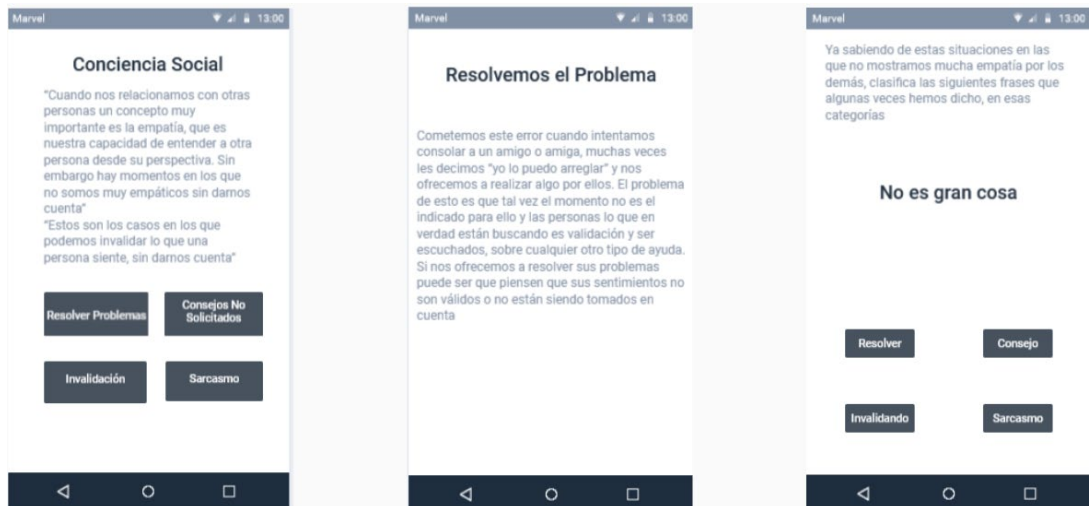 Marvel 13:00
Conciencia Social
"Cuando nos relacionamos con otras
personas un concepto muy
importante es la empatía, que es
nuestra capacidad de entender a otra
persona desde su perspectiva. Sin
embargo hay momentos en los que
no somos muy empáticos sin darnos
cuenta"
"Estos son los casos en los que
podemos invalidar lo que una
persona siente, sin darnos cuenta"
Resolver Problemas
Consejos No
Solicitados
Invalidación
Sarcasmo
Marvel 13:00
Resolvemos el Problema
Cometemos este error cuando intentamos
consolar a un amigo o amiga, muchas veces
les decimos "yo lo puedo arreglar" y nos
ofrecemos a realizar algo por ellos. El problema
de esto es que tal vez el momento no es el
indicado para ello y las personas lo que en
verdad están buscando es validación y ser
escuchados, sobre cualquier otro tipo de ayuda.
Si nos ofrecemos a resolver sus problemas
puede ser que piensen que sus sentimientos no
son válidos o no están siendo tomados en
cuenta
Marvel 13:00
Ya sabiendo de estas situaciones en las
que no mostramos mucha empatía por los
demás, clasifica las siguientes frases que
algunas veces hemos dicho, en esas
categorías
No es gran cosa
Resolver
Consejo
Invalidando
Sarcasmo